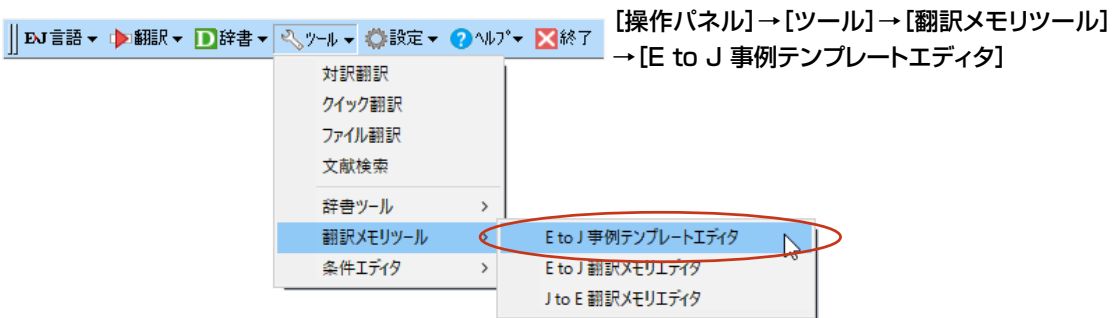 EtJ 言語 ▼ 翻訳 ▼ D 辞書 ▼ ツール ▼ 設定 ▼ ? ヘルプ ▼ 終了
[操作パネル]→[ツール]→[翻訳メモリツール]
→[E to J 事例テンプレートエディタ]
対訳翻訳
クイック翻訳
ファイル翻訳
文献検索
辞書ツール >
翻訳メモリツール >
条件エディタ >
E to J 事例テンプレートエディタ
E to J 翻訳メモリエディタ
J to E 翻訳メモリエディタ